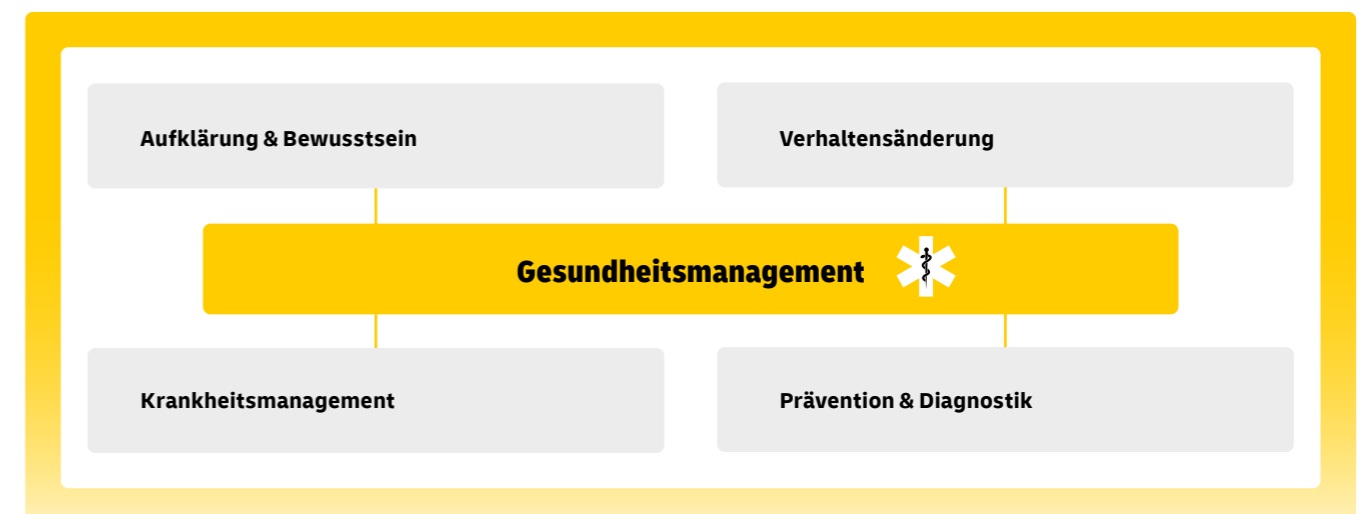 Aufklärung & Bewusstsein
Verhaltensänderung
Gesundheitsmanagement
Krankheitsmanagement
Prävention & Diagnostik